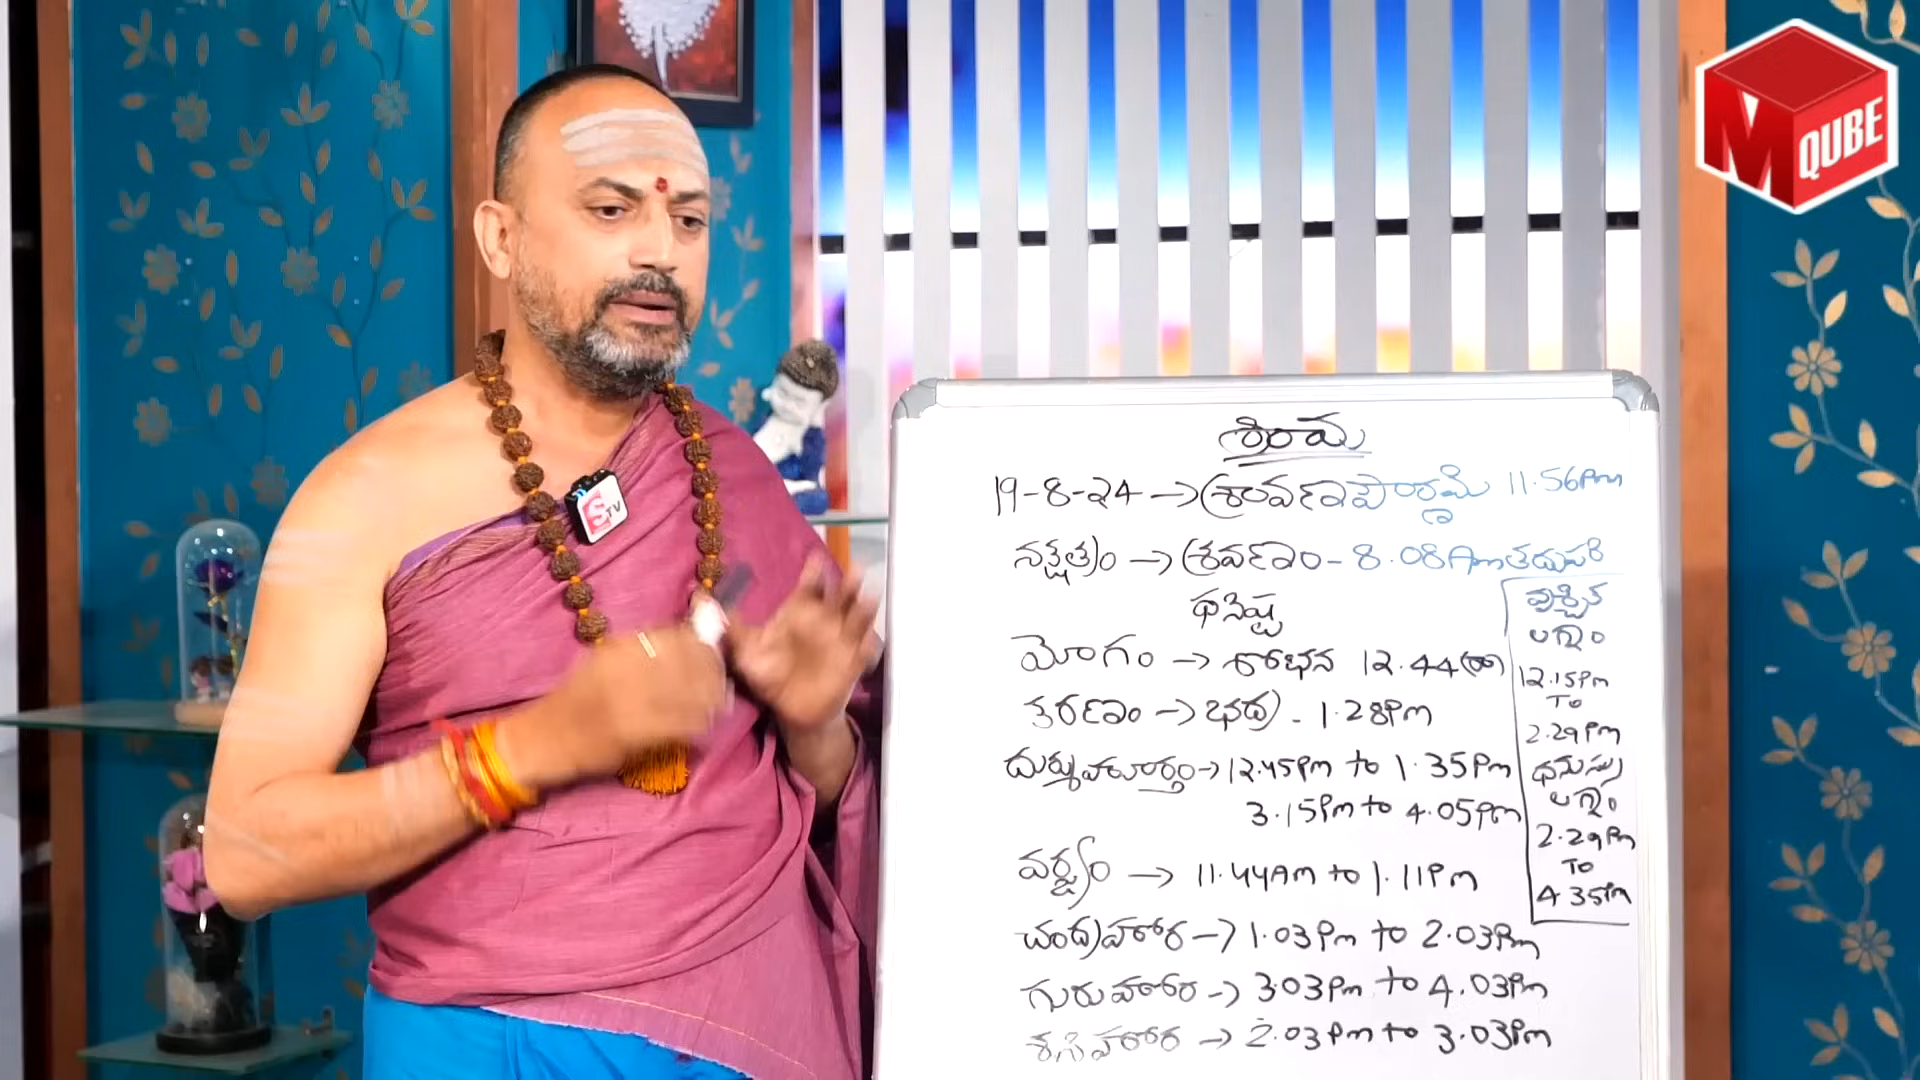 M QUBE
STV
శ్రీరామ
19-8-24 → శ్రావణ పౌర్ణమి 11.56Pm
నక్షత్రం → శ్రవణం - 8.08Am తదుపరి
ధనిష్ఠ
యోగం → శోభన 12.44(రా)
కరణం → భద్ర - 1.28Pm
దుర్ముహూర్తం → 12.45Pm to 1.35Pm
3.15Pm to 4.05Pm
వర్జ్యం → 11.44Am to 1.11Pm
చంద్రహోర → 1.03Pm to 2.03Pm
గురుహోర → 3.03Pm to 4.03Pm
శనిహోర → 2.03Pm to 3.03Pm
వృశ్చిక
లగ్నం
12.15Pm
To
2.29Pm
ధనుస్సు
లగ్నం
2.29Pm
To
4.35Pm